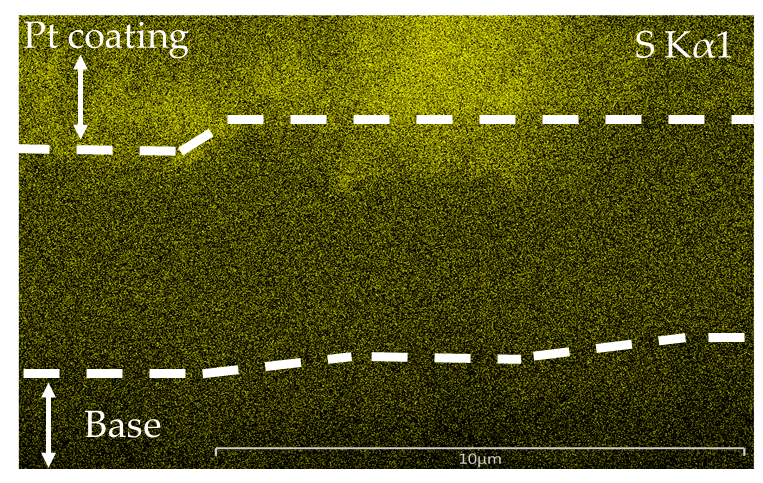 Pt coating
S Kα1
Base
10µm